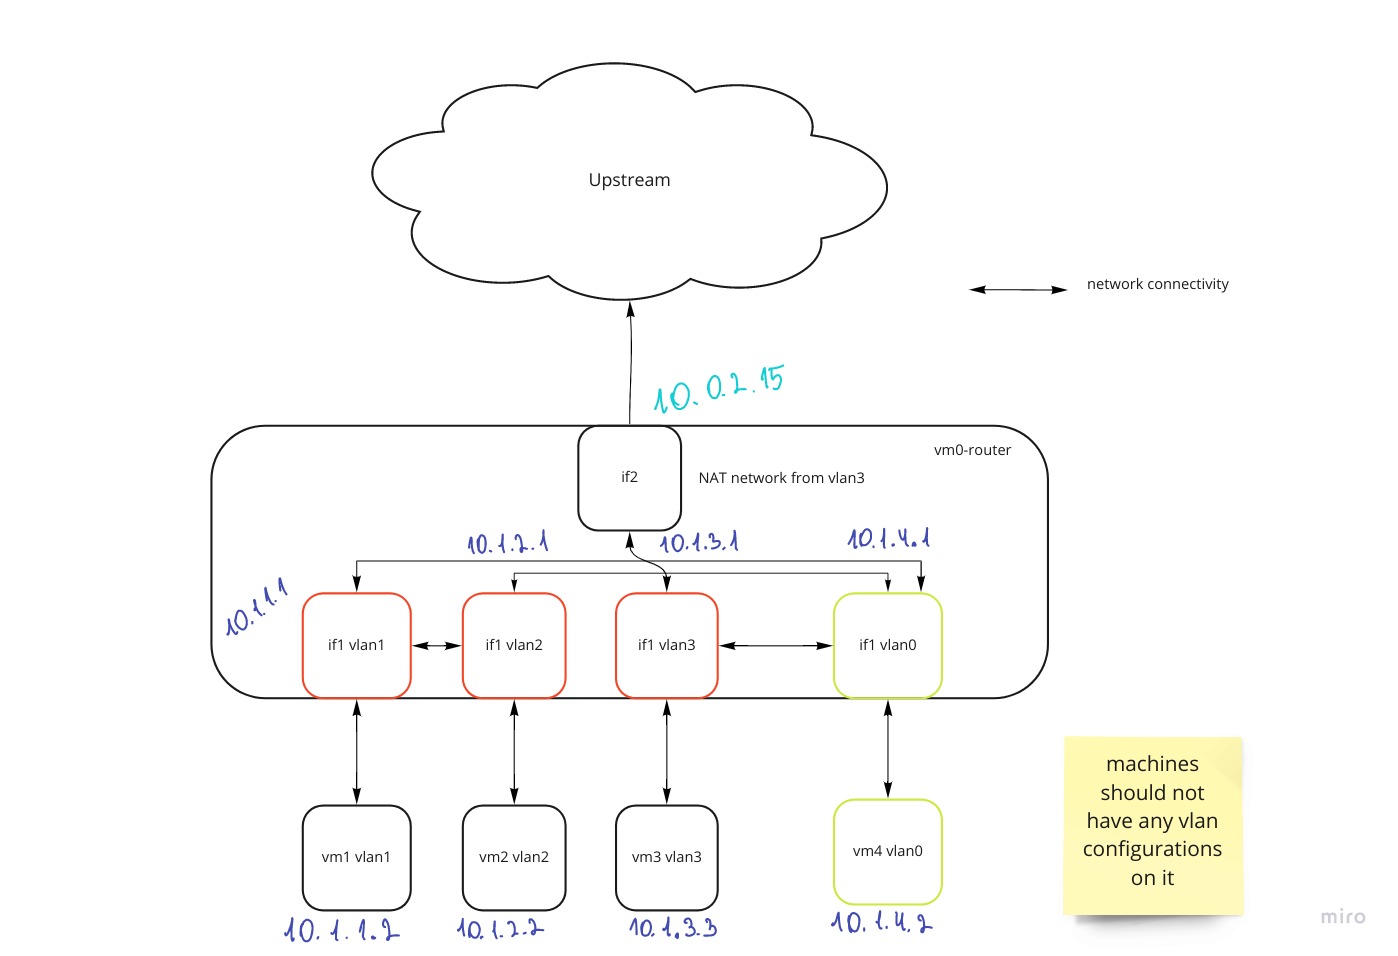 Upstream
network connectivity
10.0.2.15
vm0-router
if2
NAT network from vlan3
10.1.2.1
10.1.3.1
10.1.4.1
10.1.1.1
if1 vlan1
if1 vlan2
if1 vlan3
if1 vlan0
machines
should not
have any vlan
configurations
on it
vm1 vlan1
vm2 vlan2
vm3 vlan3
vm4 vlan0
10.1.1.2
10.1.2.2
10.1.3.3
10.1.4.2
miro